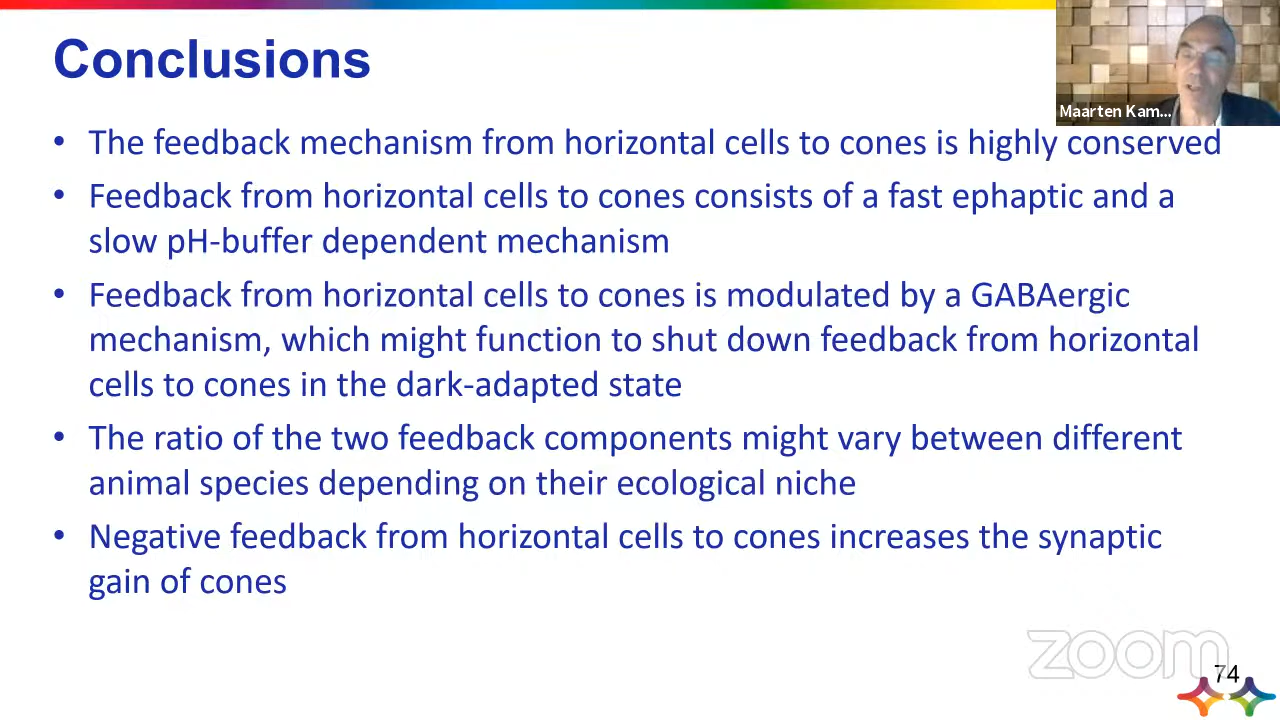 Conclusions
Maarten Kam...
• The feedback mechanism from horizontal cells to cones is highly conserved
• Feedback from horizontal cells to cones consists of a fast ephaptic and a
slow pH-buffer dependent mechanism
• Feedback from horizontal cells to cones is modulated by a GABAergic
mechanism, which might function to shut down feedback from horizontal
cells to cones in the dark-adapted state
• The ratio of the two feedback components might vary between different
animal species depending on their ecological niche
• Negative feedback from horizontal cells to cones increases the synaptic
gain of cones
zoom
74